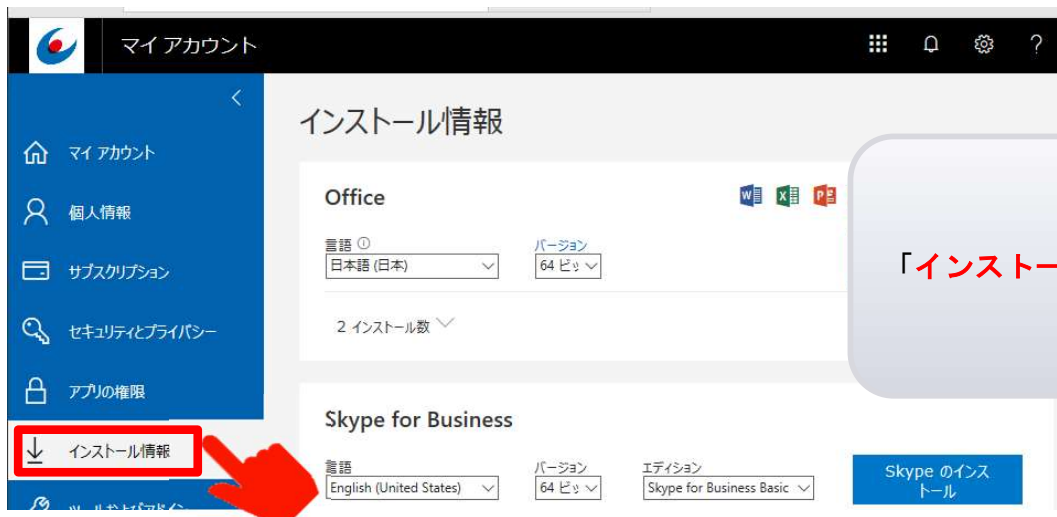 マイ アカウント
インストール情報
マイ アカウント
個人情報
サブスクリプション
セキュリティとプライバシー
アプリの権限
インストール情報
Office
言語
バージョン
日本語 (日本)
64 ビッ
2 インストール数
「インストー
Skype for Business
言語
バージョン
エディション
English (United States)
64 ビッ
Skype for Business Basic
Skype のインス
トール